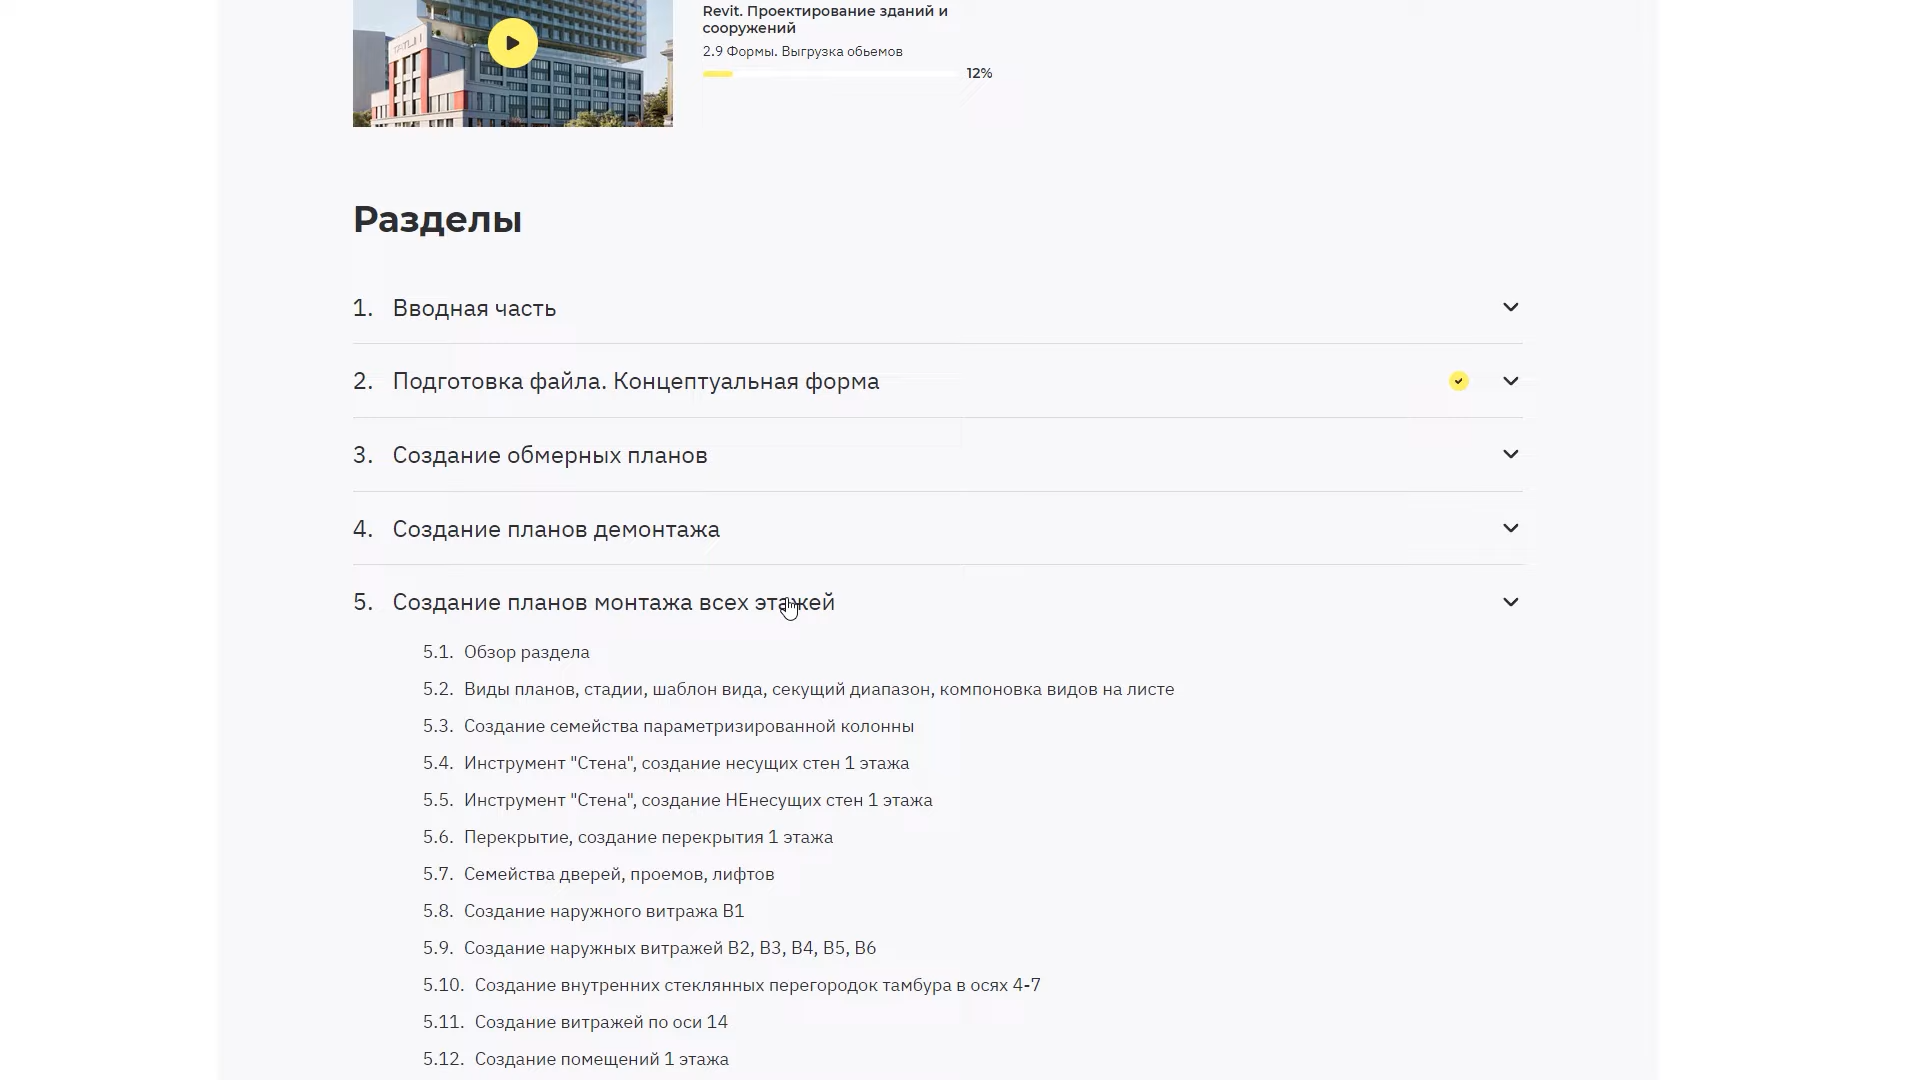 Revit. Проектирование зданий и
сооружений
2.9 Формы. Выгрузка обьемов
12%
Разделы
1. Вводная часть
2. Подготовка файла. Концептуальная форма
3. Создание обмерных планов
4. Создание планов демонтажа
5. Создание планов монтажа всех этажей
5.1. Обзор раздела
5.2. Виды планов, стадии, шаблон вида, секущий диапазон, компоновка видов на листе
5.3. Создание семейства параметризированной колонны
5.4. Инструмент "Стена", создание несущих стен 1 этажа
5.5. Инструмент "Стена", создание НЕнесущих стен 1 этажа
5.6. Перекрытие, создание перекрытия 1 этажа
5.7. Семейства дверей, проемов, лифтов
5.8. Создание наружного витража В1
5.9. Создание наружных витражей В2, В3, В4, В5, В6
5.10. Создание внутренних стеклянных перегородок тамбура в осях 4-7
5.11. Создание витражей по оси 14
5.12. Создание помещений 1 этажа